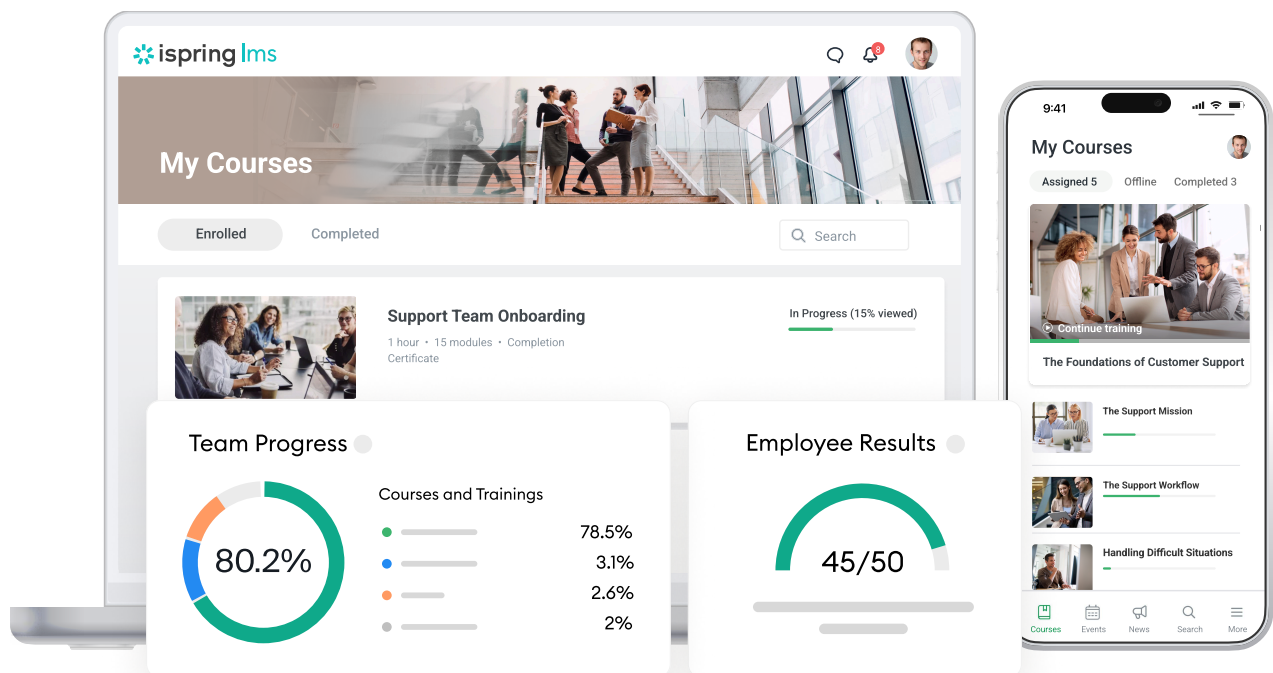 ispring lms
8
My Courses
Enrolled
Completed
Search
Support Team Onboarding
1 hour • 15 modules • Completion
Certificate
In Progress (15% viewed)
Team Progress
80.2%
Courses and Trainings
78.5%
3.1%
2.6%
2%
Employee Results
45/50
9:41
My Courses
Assigned 5
Offline
Completed 3
Continue training
The Foundations of Customer Support
The Support Mission
The Support Workflow
Handling Difficult Situations
Courses
Events
News
Search
More